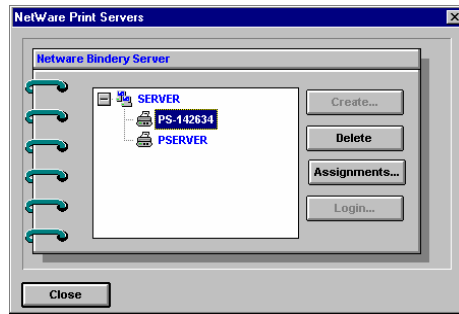 NetWare Print Servers
Netware Bindery Server
SERVER
PS-142634
PSERVER
Create...
Delete
Assignments...
Login...
Close